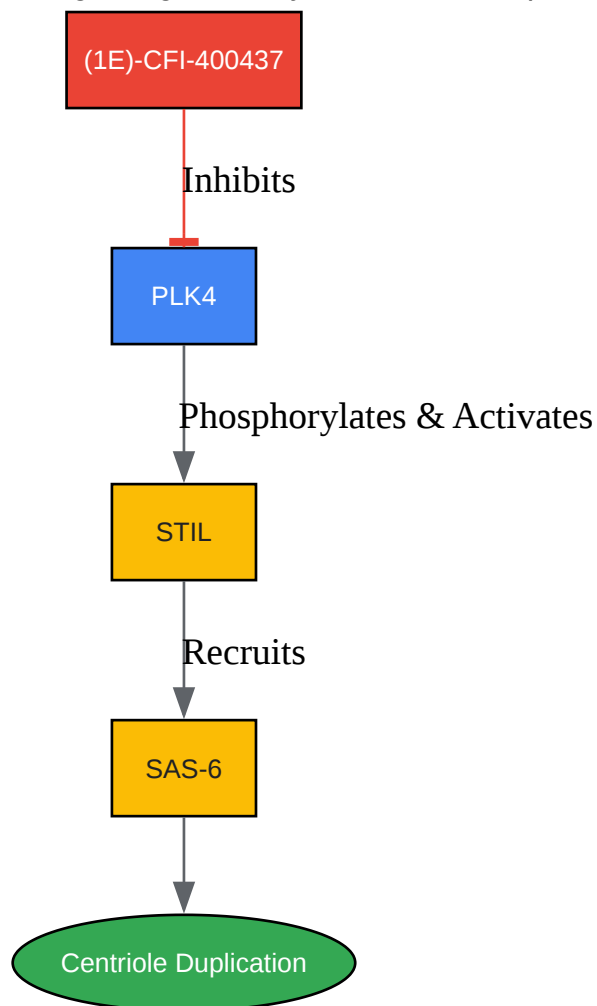 (1E)-CFI-400437
Inhibits
PLK4
Phosphorylates & Activates
STIL
Recruits
SAS-6
Centriole Duplication